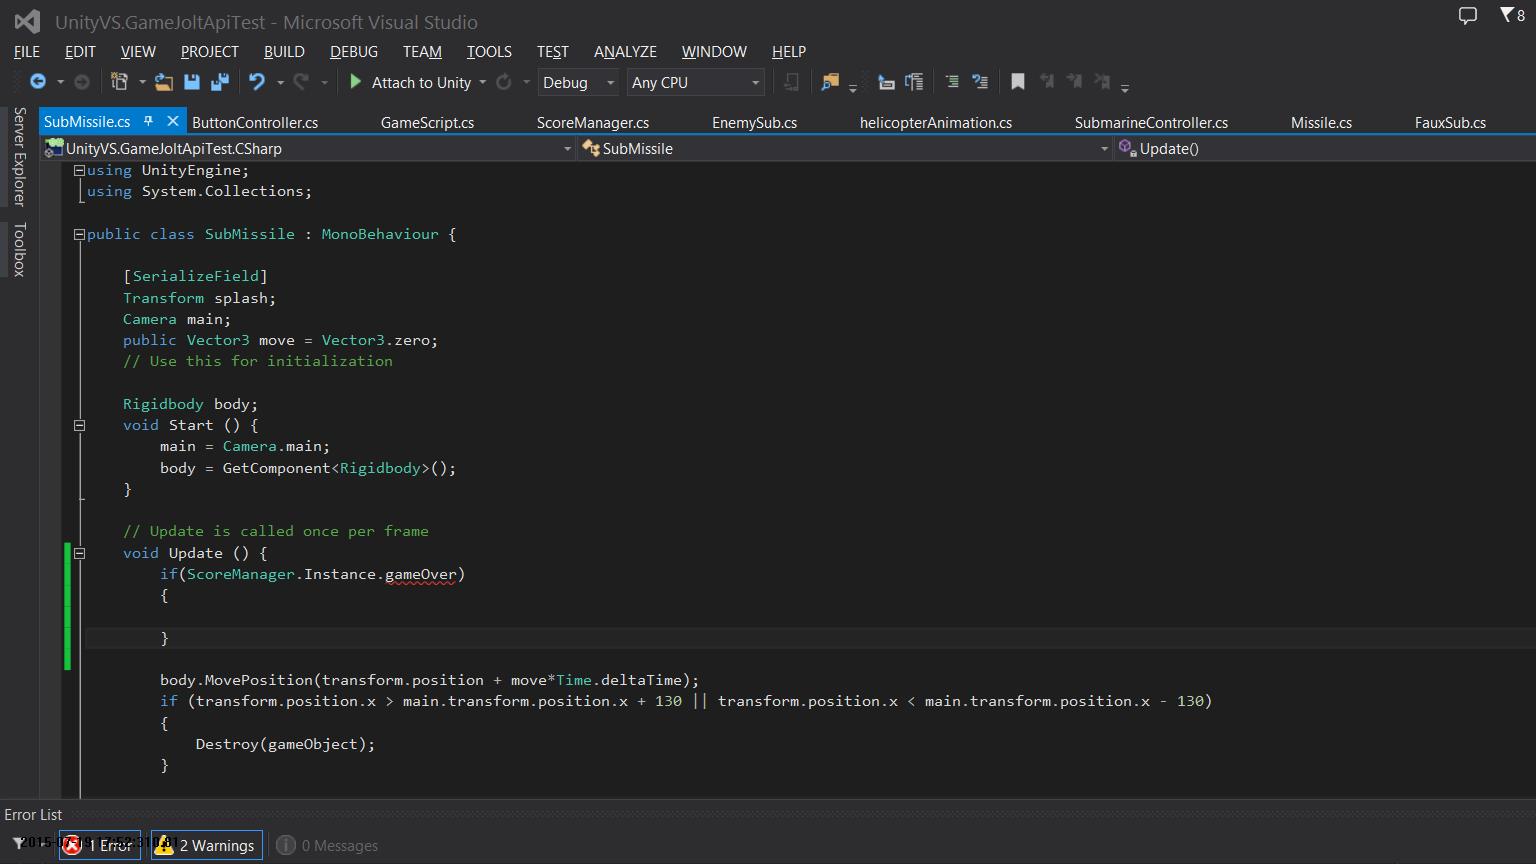 UnityVS.GameJoltApiTest - Microsoft Visual Studio
8
FILE EDIT VIEW PROJECT BUILD DEBUG TEAM TOOLS TEST ANALYZE WINDOW HELP
Attach to Unity Debug Any CPU
Server Explorer
Toolbox
SubMissile.cs ButtonController.cs GameScript.cs ScoreManager.cs EnemySub.cs helicopterAnimation.cs SubmarineController.cs Missile.cs FauxSub.cs
UnityVS.GameJoltApiTest.CSharp SubMissile Update()
using UnityEngine;
using System.Collections;
public class SubMissile : MonoBehaviour {
[SerializeField]
Transform splash;
Camera main;
public Vector3 move = Vector3.zero;
// Use this for initialization
Rigidbody body;
void Start () {
main = Camera.main;
body = GetComponent<Rigidbody>();
}
// Update is called once per frame
void Update () {
if(ScoreManager.Instance.gameOver)
{
}
body.MovePosition(transform.position + move*Time.deltaTime);
if (transform.position.x > main.transform.position.x + 130 || transform.position.x < main.transform.position.x - 130)
{
Destroy(gameObject);
}
Error List
1 Error 2 Warnings 0 Messages